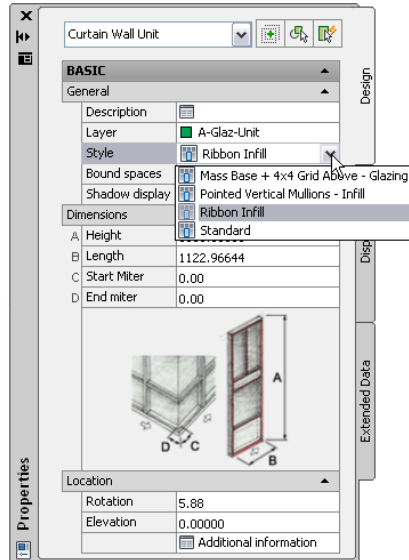 Curtain Wall Unit
Design
BASIC
General
Description
Layer A-Glaz-Unit
Style Ribbon Infill
Bound spaces
Mass Base + 4x4 Grid Above - Glazing
Shadow display
Pointed Vertical Mullions - Infill
Ribbon Infill
Dimensions
Standard
A Height
B Length 1122.96644
C Start Miter 0.00
D End miter 0.00
Extended Data
A
D C
B
Location
Rotation 5.88
Elevation 0.00000
Additional information
Properties